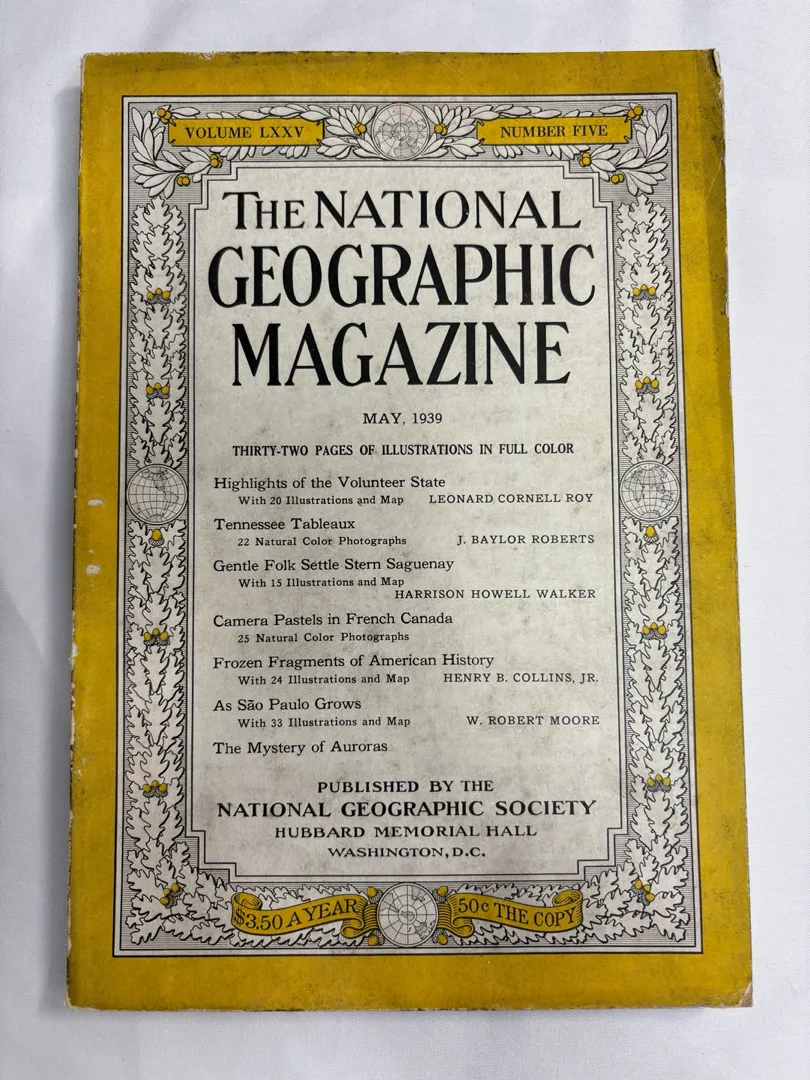 VOLUME LXXV
NUMBER FIVE
THE NATIONAL
GEOGRAPHIC
MAGAZINE
MAY, 1939
THIRTY-TWO PAGES OF ILLUSTRATIONS IN FULL COLOR
Highlights of the Volunteer State
With 20 Illustrations and Map LEONARD CORNELL ROY
Tennessee Tableaux
22 Natural Color Photographs J. BAYLOR ROBERTS
Gentle Folk Settle Stern Saguenay
With 15 Illustrations and Map
HARRISON HOWELL WALKER
Camera Pastels in French Canada
25 Natural Color Photographs
Frozen Fragments of American History
With 24 Illustrations and Map HENRY B. COLLINS, JR.
As São Paulo Grows
With 33 Illustrations and Map W. ROBERT MOORE
The Mystery of Auroras
PUBLISHED BY THE
NATIONAL GEOGRAPHIC SOCIETY
HUBBARD MEMORIAL HALL
WASHINGTON, D.C.
$3.50 A YEAR
50c THE COPY